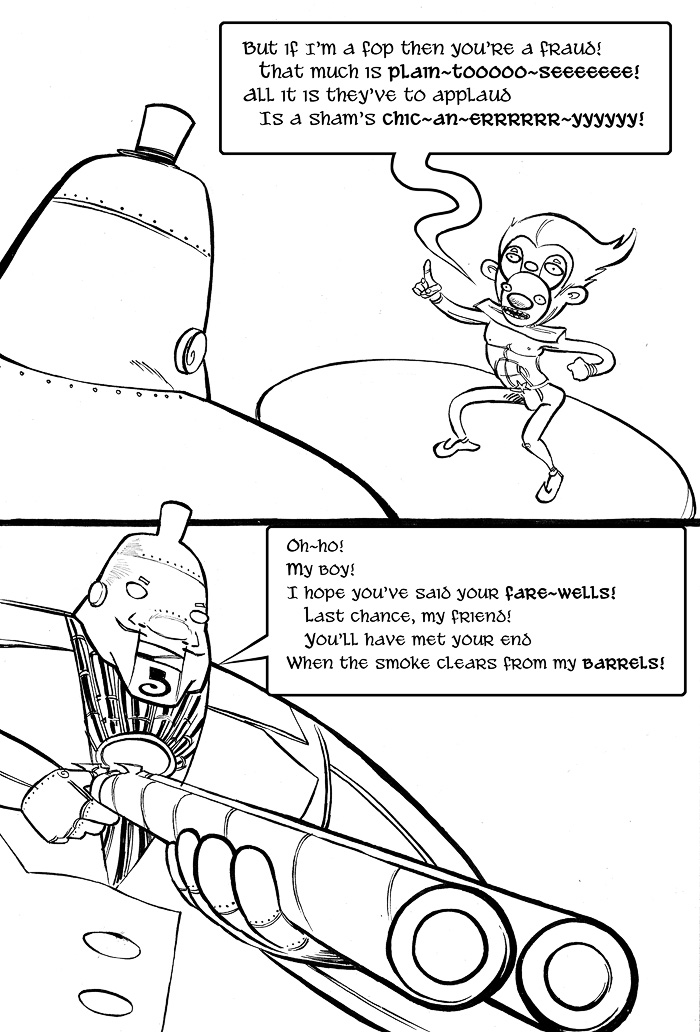 But if I'm a fop then you're a fraud!
that much is plain~tooooo~seeeeeee!
all it is they've to applaud
Is a sham's chic~an~errrrrr~yyyyyy!
Oh~ho!
My boy!
I hope you've said your fare~wells!
Last chance, my friend!
You'll have met your end
When the smoke clears from my barrels!